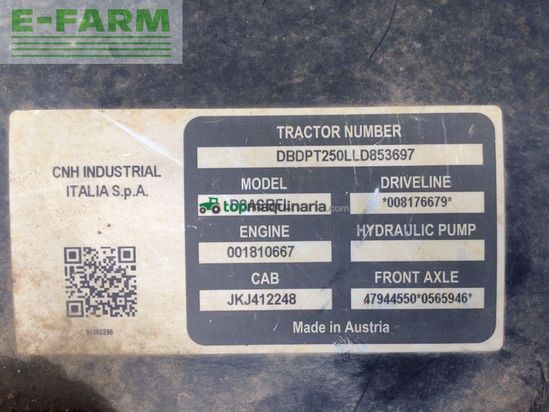 E-FARM
CNH INDUSTRIAL
ITALIA S.p.A.
TRACTOR NUMBER
DBDPT250LLD853697
MODEL
DRIVELINE
*008176679*
topmaquinaria.com
ENGINE
001810667
HYDRAULIC PUMP
CAB
JKJ412248
FRONT AXLE
47944550*0565946*
Made in Austria